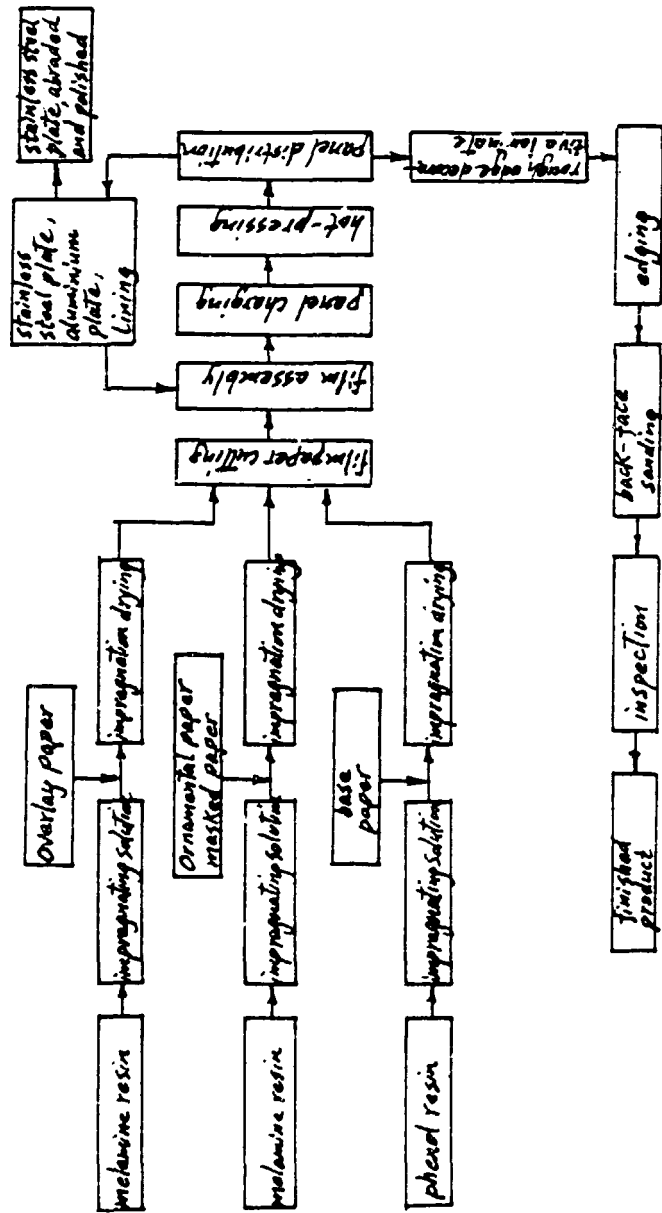 melamine resin
impregnating solution
Overlay paper
impregnation drying
melamine resin
impregnating solution
Ornamental paper
masked paper
impregnation drying
phenol resin
impregnating solution
base
paper
impregnation drying
film paper cutting
film assembly
panel charging
hot-pressing
panel distribution
stainless
steel plate,
aluminium
plate,
lining
stainless steel
plate, abraded
and polished
rough edge decora-
tive laminate
edging
back-face
sanding
inspection
finished
product